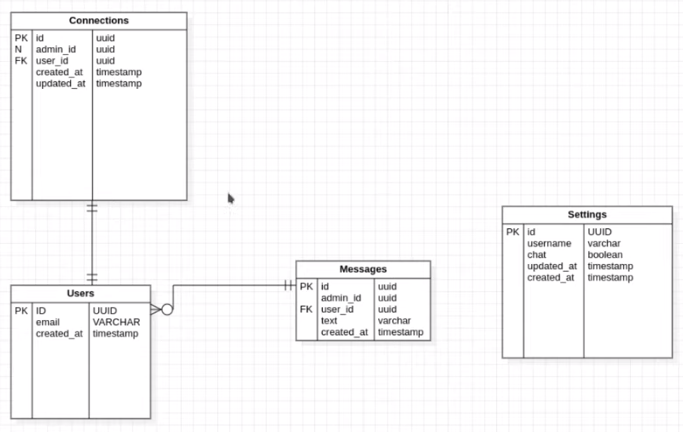 Connections
PK id uuid
N admin_id uuid
FK user_id uuid
created_at timestamp
updated_at timestamp
Users
PK ID UUID
email VARCHAR
created_at timestamp
Messages
PK id uuid
admin_id uuid
FK user_id uuid
text varchar
created_at timestamp
Settings
PK id UUID
username varchar
chat boolean
updated_at timestamp
created_at timestamp